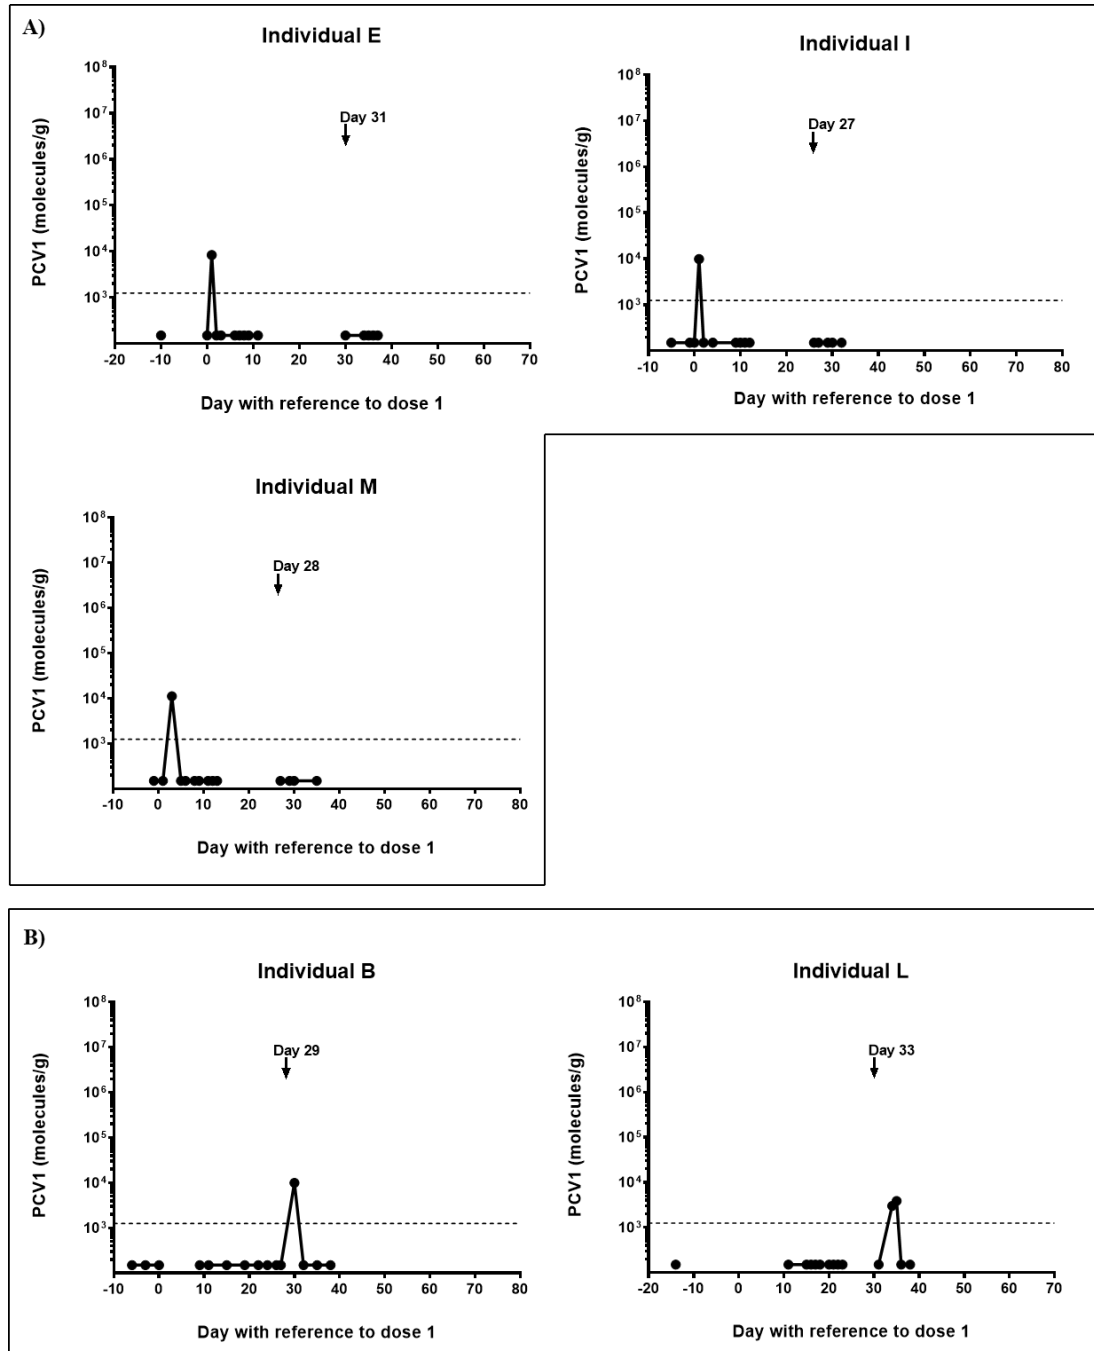 A)
Individual E
PCV1 (molecules/g)
10⁸
10⁷
10⁶
10⁵
10⁴
10³
Day 31
-20 -10 0 10 20 30 40 50 60 70
Day with reference to dose 1
Individual I
PCV1 (molecules/g)
10⁸
10⁷
10⁶
10⁵
10⁴
10³
Day 27
-10 0 10 20 30 40 50 60 70 80
Day with reference to dose 1
Individual M
PCV1 (molecules/g)
10⁸
10⁷
10⁶
10⁵
10⁴
10³
Day 28
-10 0 10 20 30 40 50 60 70 80
Day with reference to dose 1
B)
Individual B
PCV1 (molecules/g)
10⁸
10⁷
10⁶
10⁵
10⁴
10³
Day 29
-10 0 10 20 30 40 50 60 70 80
Day with reference to dose 1
Individual L
PCV1 (molecules/g)
10⁸
10⁷
10⁶
10⁵
10⁴
10³
Day 33
-20 -10 0 10 20 30 40 50 60 70
Day with reference to dose 1